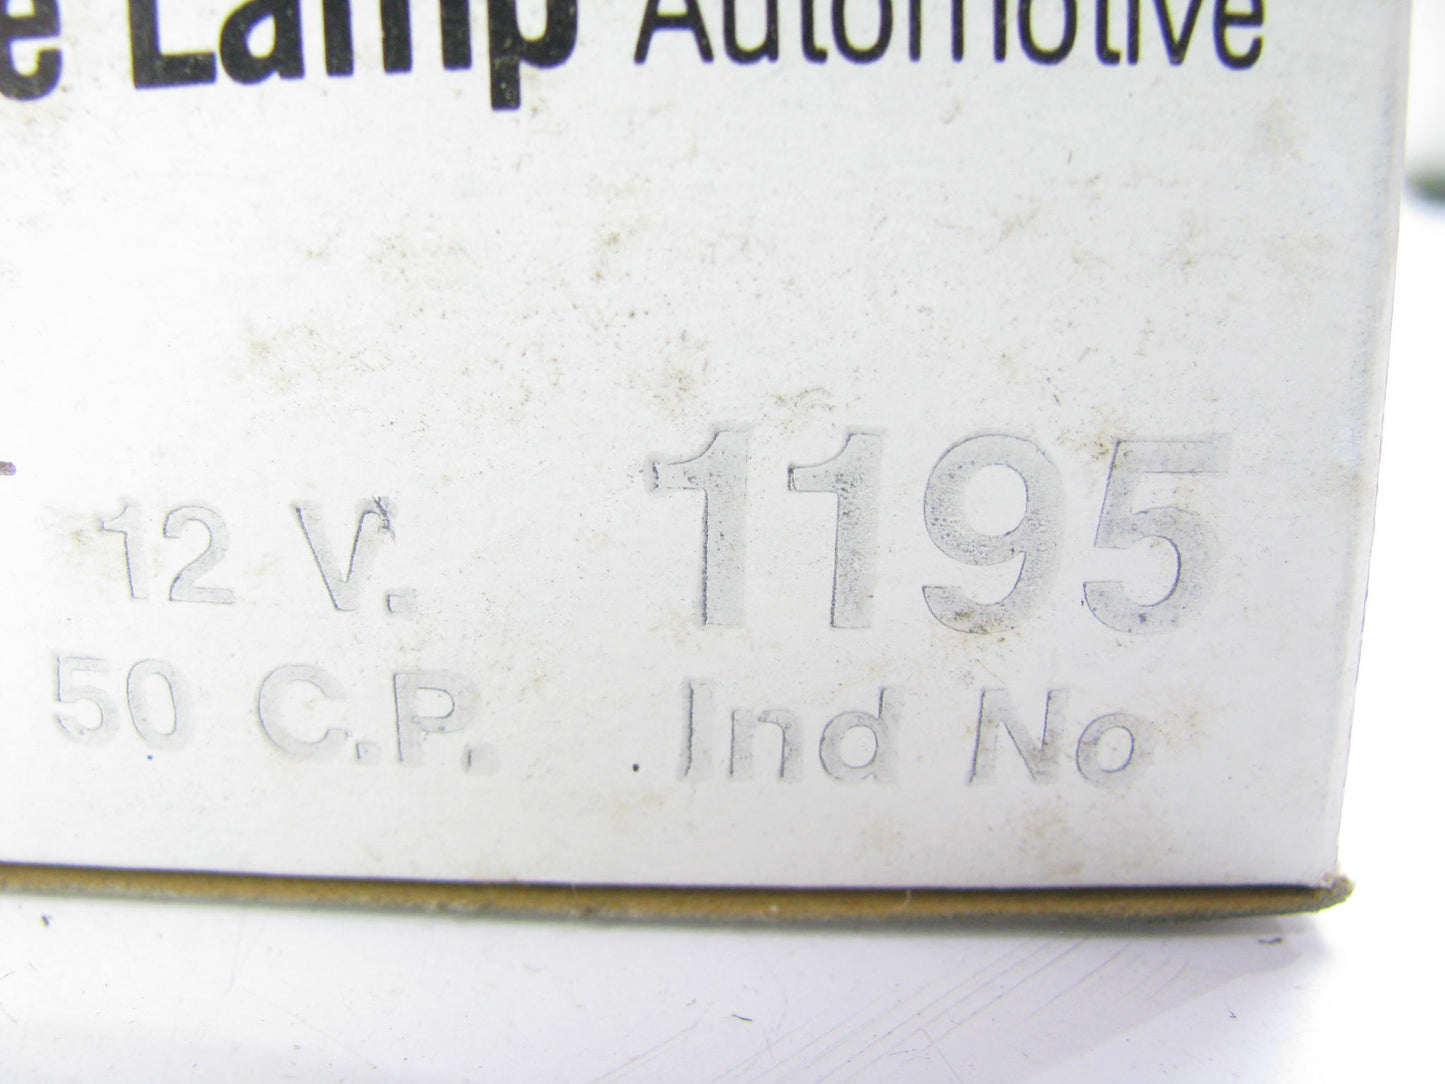 e Lamp Automotive
12 V. 1195
50 C.P. Ind No